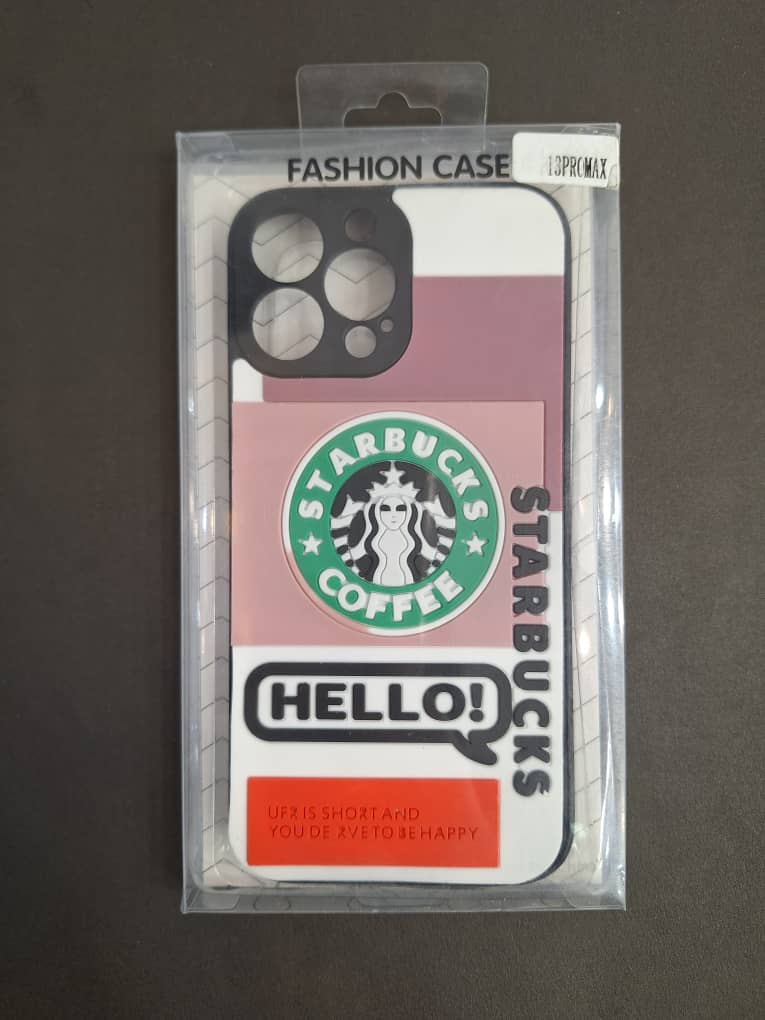 FASHION CASE
13PROMAX
STARBUCKS
COFFEE
STARBUCKS
HELLO!
UFR IS SHORT AND
YOU DE RVE TO BE HAPPY